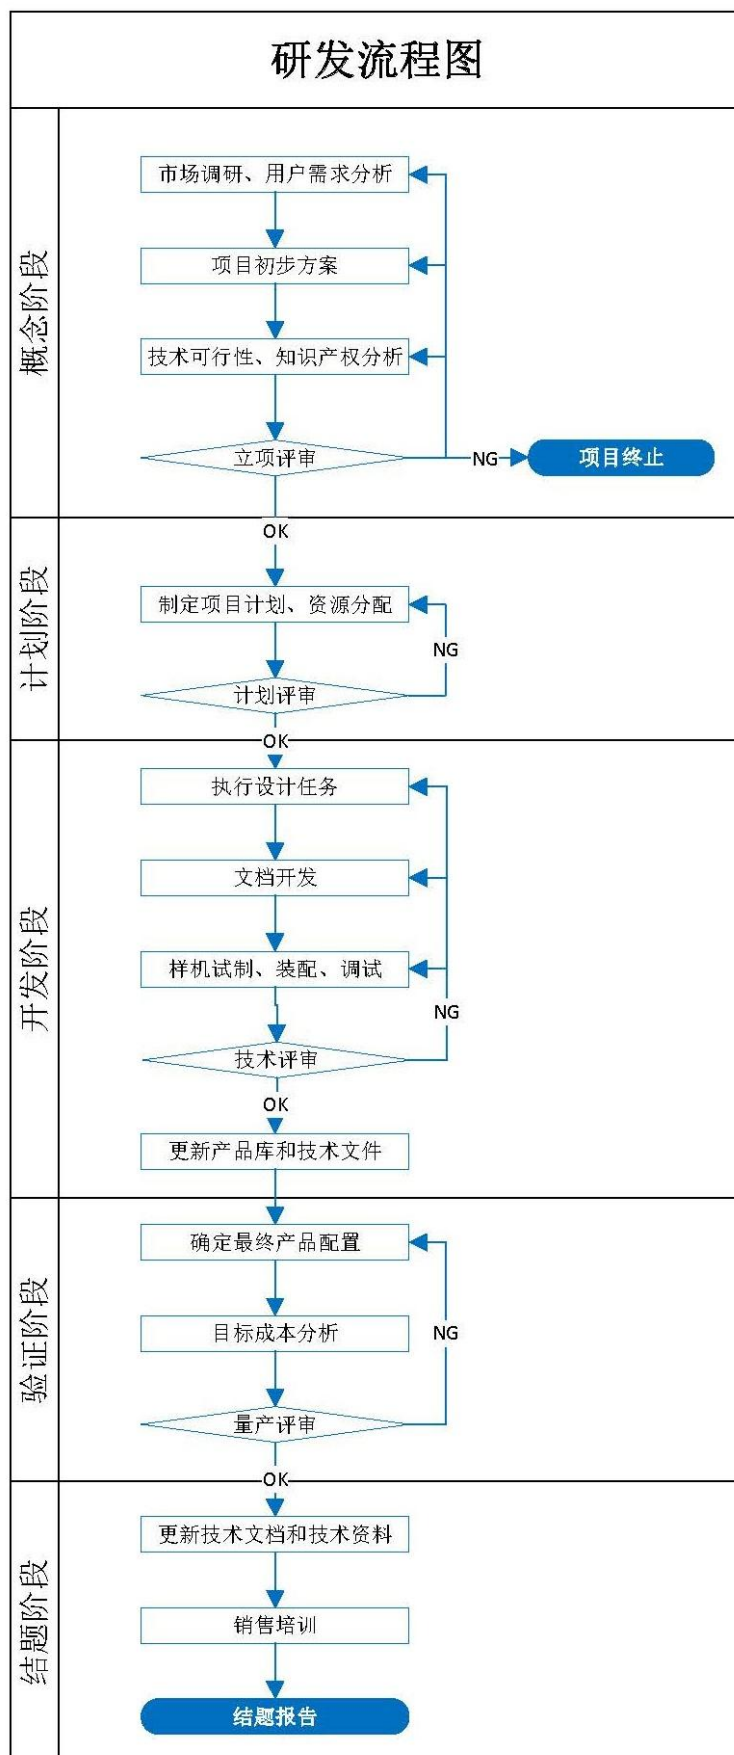 研发流程图
概念阶段
市场调研、用户需求分析
项目初步方案
技术可行性、知识产权分析
立项评审
NG
项目终止
OK
计划阶段
制定项目计划、资源分配
NG
计划评审
OK
开发阶段
执行设计任务
文档开发
样机试制、装配、调试
NG
技术评审
OK
更新产品库和技术文件
验证阶段
确定最终产品配置
目标成本分析
NG
量产评审
OK
结题阶段
更新技术文档和技术资料
销售培训
结题报告